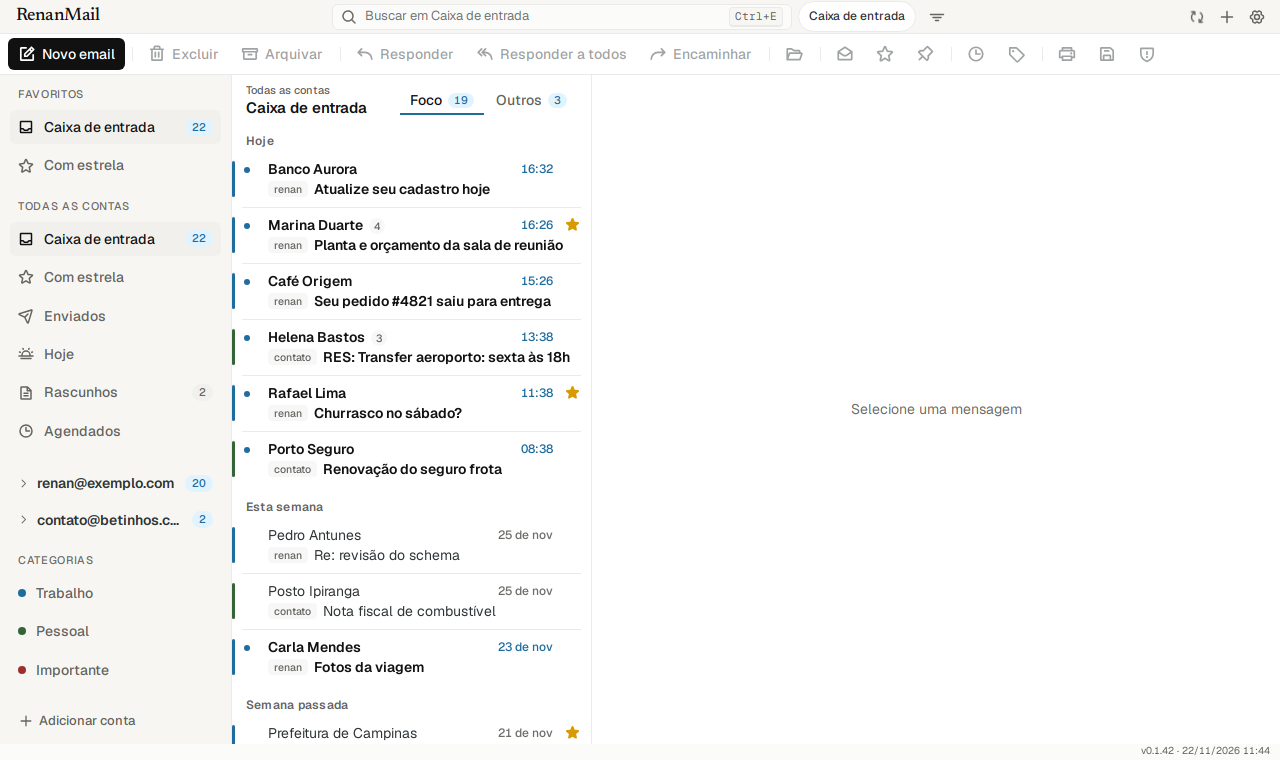 RenanMail
Buscar em Caixa de entrada
Ctrl+E
Caixa de entrada
Novo email
Excluir
Arquivar
Responder
Responder a todos
Encaminhar
FAVORITOS
Caixa de entrada 22
Com estrela
TODAS AS CONTAS
Caixa de entrada 22
Com estrela
Enviados
Hoje
Rascunhos 2
Agendados
renan@exemplo.com 20
contato@betinhos.c... 2
CATEGORIAS
Trabalho
Pessoal
Importante
Adicionar conta
Todas as contas
Caixa de entrada
Foco 19
Outros 3
Hoje
Banco Aurora 16:32
renan Atualize seu cadastro hoje
Marina Duarte 4 16:26
renan Planta e orçamento da sala de reunião
Café Origem 15:26
renan Seu pedido #4821 saiu para entrega
Helena Bastos 3 13:38
contato RES: Transfer aeroporto: sexta às 18h
Rafael Lima 11:38
renan Churrasco no sábado?
Porto Seguro 08:38
contato Renovação do seguro frota
Esta semana
Pedro Antunes 25 de nov
renan Re: revisão do schema
Posto Ipiranga 25 de nov
contato Nota fiscal de combustível
Carla Mendes 23 de nov
renan Fotos da viagem
Semana passada
Prefeitura de Campinas 21 de nov
Selecione uma mensagem
v0.1.42 · 22/11/2026 11:44